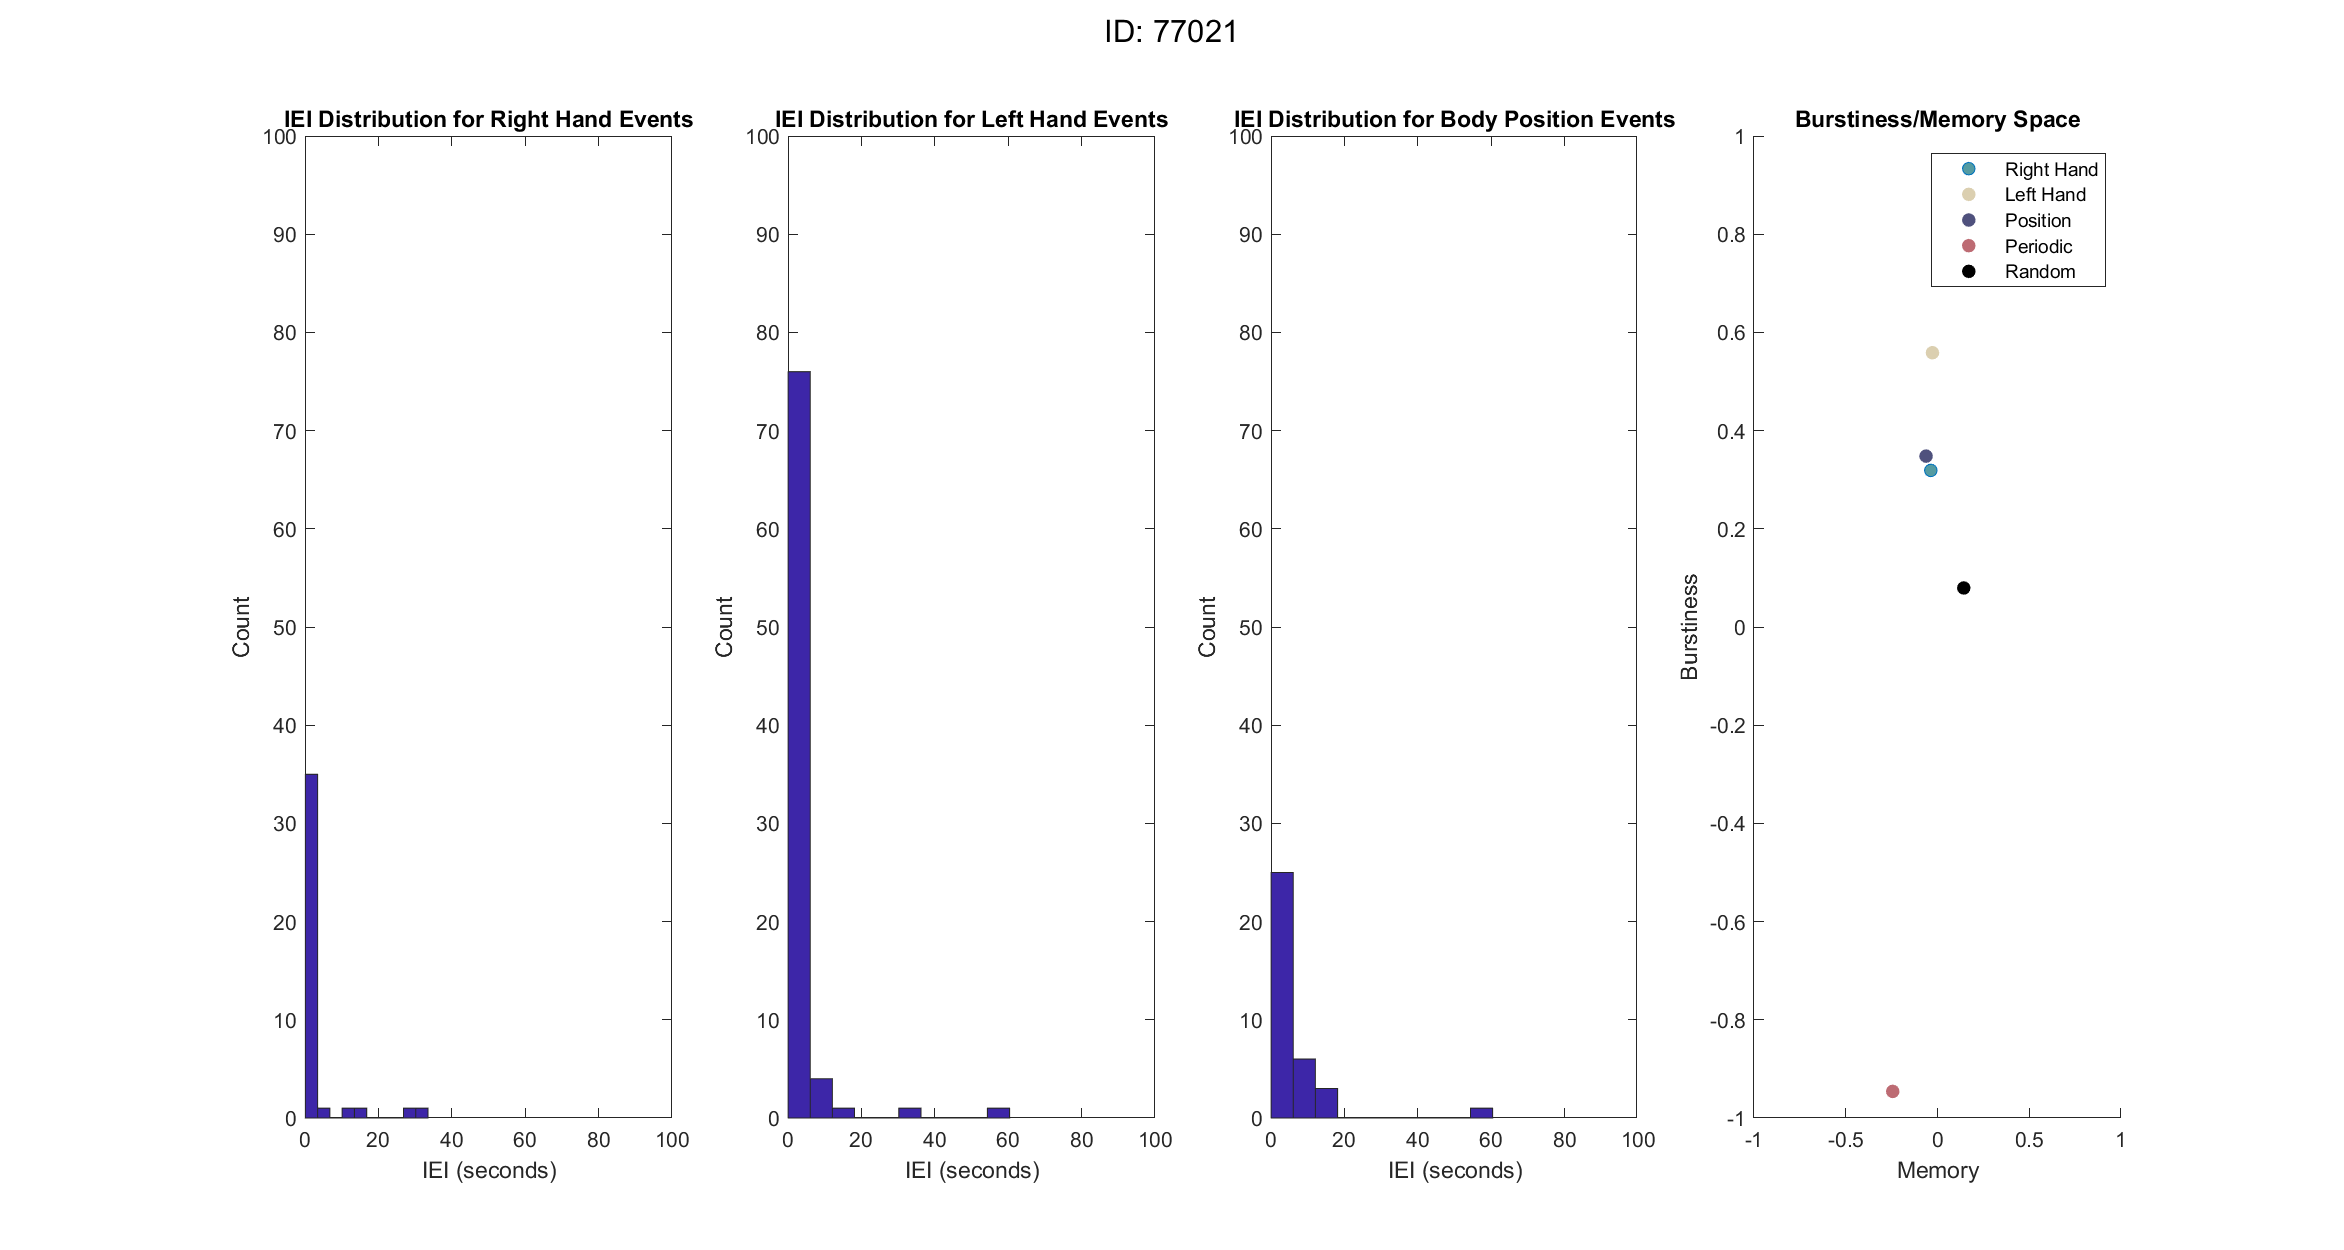 ID: 77021
IEI Distribution for Right Hand Events
100
90
80
70
60
50
40
30
20
10
0
Count
0 20 40 60 80 100
IEI (seconds)
IEI Distribution for Left Hand Events
100
90
80
70
60
50
40
30
20
10
0
Count
0 20 40 60 80 100
IEI (seconds)
IEI Distribution for Body Position Events
100
90
80
70
60
50
40
30
20
10
0
Count
0 20 40 60 80 100
IEI (seconds)
Burstiness/Memory Space
Right Hand
Left Hand
Position
Periodic
Random
1
0.8
0.6
0.4
0.2
0
-0.2
-0.4
-0.6
-0.8
-1
Burstiness
-1 -0.5 0 0.5 1
Memory